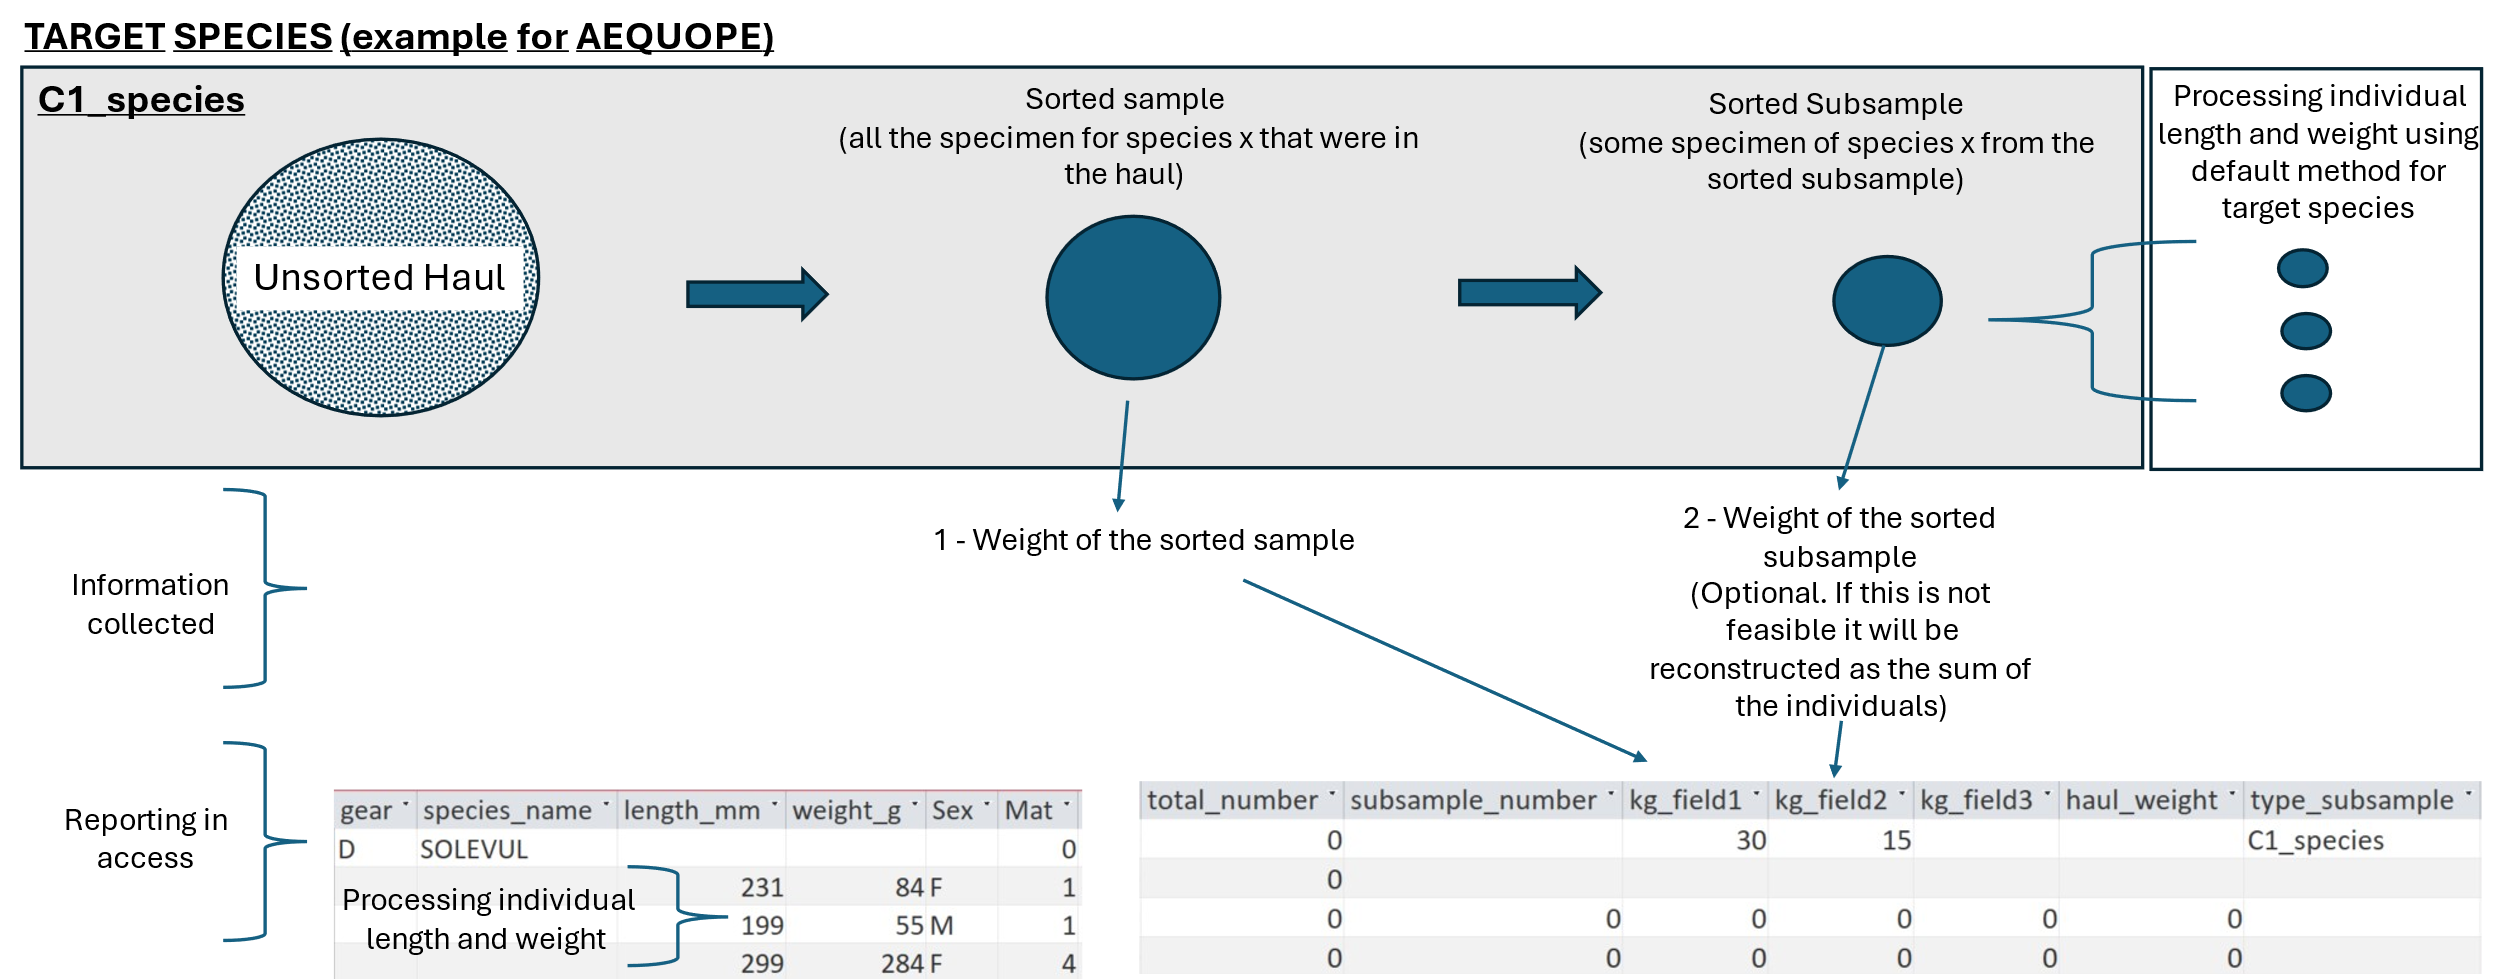 TARGET SPECIES (example for AEQUOPE)
C1_species
Unsorted Haul
Sorted sample
(all the specimen for species x that were in
the haul)
Sorted Subsample
(some specimen of species x from the
sorted subsample)
Processing individual
length and weight using
default method for
target species
Information
collected
1 - Weight of the sorted sample
2 - Weight of the sorted
subsample
(Optional. If this is not
feasible it will be
reconstructed as the sum of
the individuals)
Reporting in
access
gear species_name length_mm weight_g Sex Mat
D SOLEVUL 0
231 84 F 1
199 55 M 1
299 284 F 4
Processing individual
length and weight
total_number subsample_number kg_field1 kg_field2 kg_field3 haul_weight type_subsample
0 30 15 C1_species
0
0 0 0 0 0 0
0 0 0 0 0 0